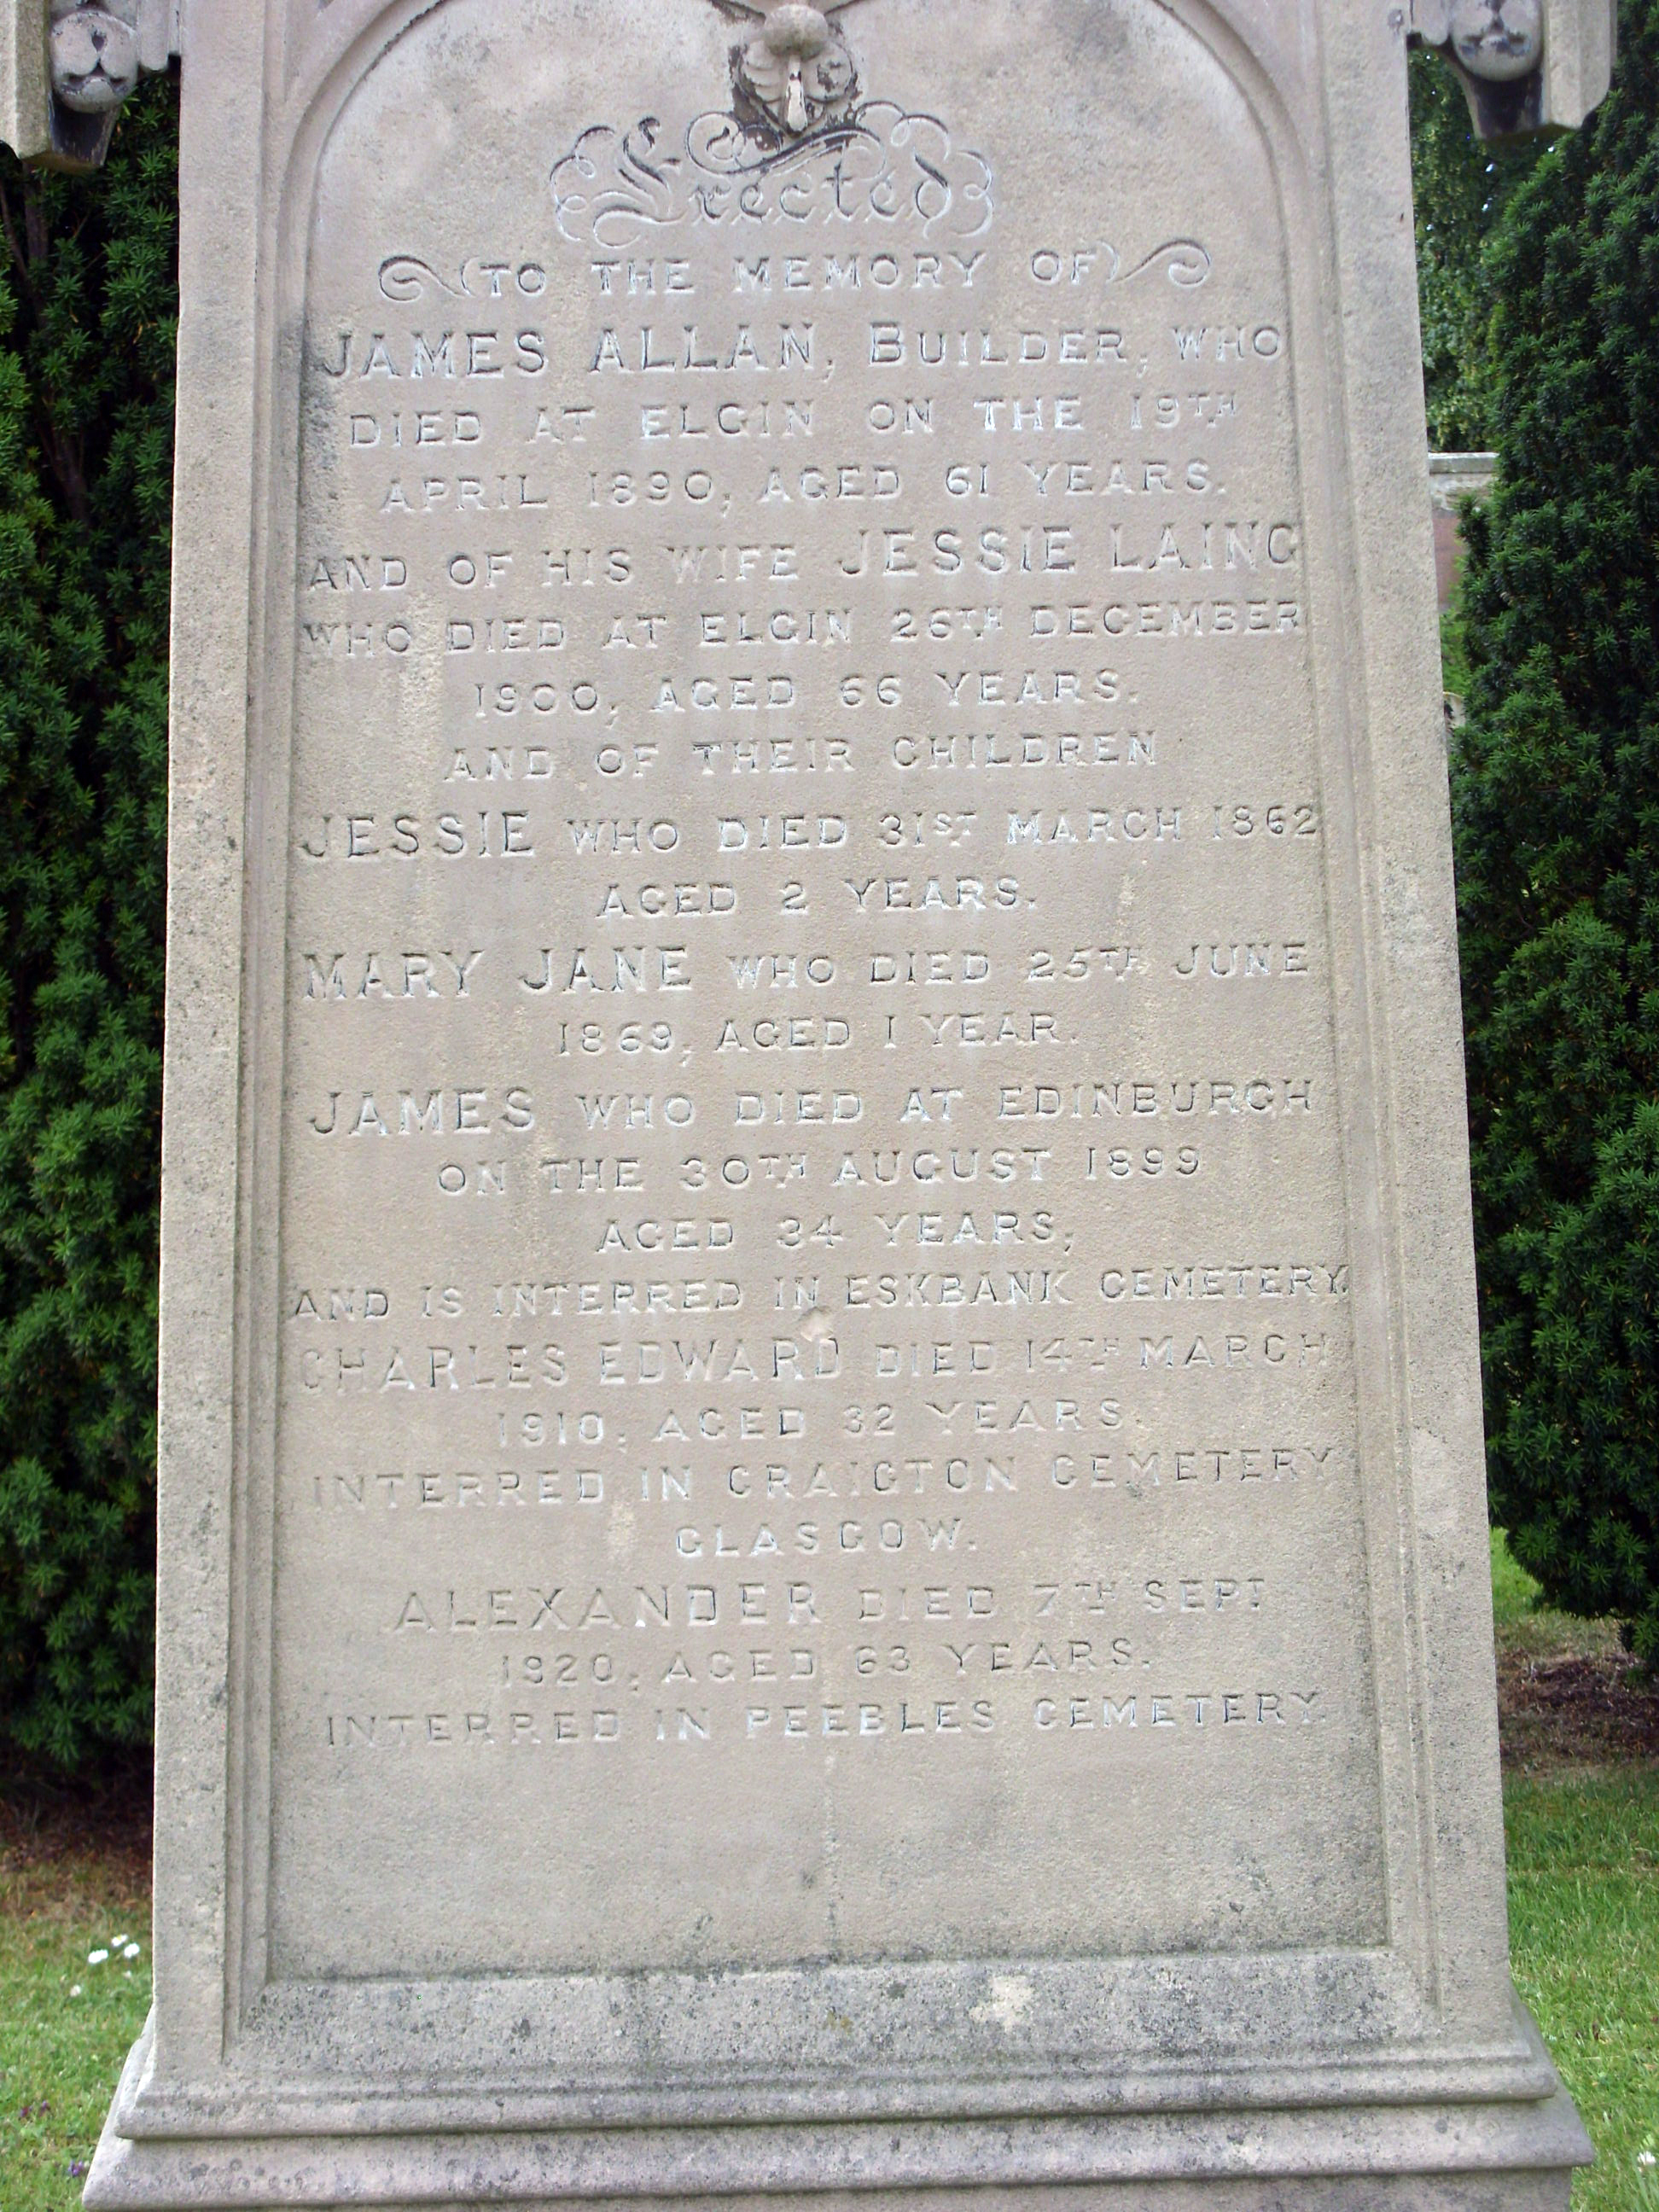 Erected
(TO THE MEMORY OF)
JAMES ALLAN, BUILDER, WHO
DIED AT ELGIN ON THE 19TH
APRIL 1890, AGED 61 YEARS.
AND OF HIS WIFE JESSIE LAING
WHO DIED AT ELGIN 26TH DECEMBER
1900, AGED 66 YEARS.
AND OF THEIR CHILDREN
JESSIE WHO DIED 31ST MARCH 1862
AGED 2 YEARS.
MARY JANE WHO DIED 25TH JUNE
1869, AGED 1 YEAR.
JAMES WHO DIED AT EDINBURGH
ON THE 30TH AUGUST 1899
AGED 34 YEARS,
AND IS INTERRED IN ESKBANK CEMETERY.
CHARLES EDWARD DIED 14TH MARCH
1910, AGED 32 YEARS.
INTERRED IN CRAIGTON CEMETERY
GLASGOW.
ALEXANDER DIED 7TH SEPT
1920, AGED 63 YEARS.
INTERRED IN PEEBLES CEMETERY.